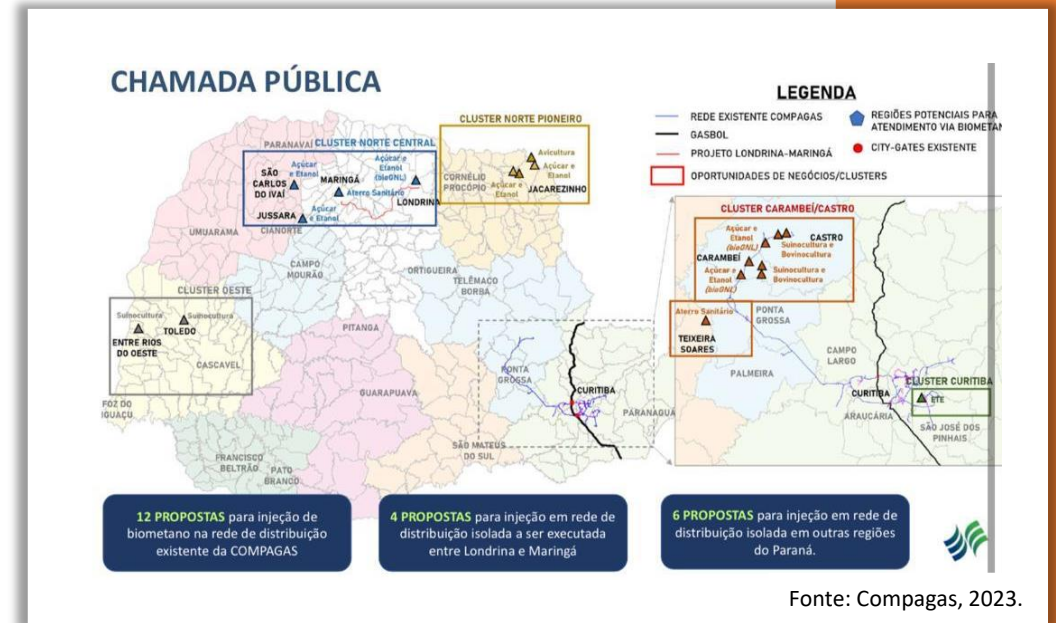 CHAMADA PÚBLICA
LEGENDA
REDE EXISTENTE COMPAGAS
GASBOL
PROJETO LONDRINA-MARINGÁ
OPORTUNIDADES DE NEGÓCIOS/CLUSTERS
REGIÕES POTENCIAIS PARA
ATENDIMENTO VIA BIOMETAN
CITY-GATES EXISTENTE
CLUSTER NORTE PIONEIRO
Avicultura
Açúcar e
Etanol
Açúcar e
Etanol
JACAREZINHO
CORNÉLIO
PROCÓPIO
PARANAVAÍ
CLUSTER NORTE CENTRAL
SÃO
CARLOS
DO IVAÍ
Açúcar
e Etanol
MARINGÁ
Aterro Sanitário
Açúcar e
Etanol
(bioGNL)
LONDRINA
JUSSARA
Açúcar
e Etanol
UMUARAMA
CIANORTE
CAMPO
MOURÃO
ORTIGUEIRA
TELÊMACO
BORBA
CLUSTER OESTE
Suinocultura
Suinocultura
TOLEDO
ENTRE RIOS
DO OESTE
CASCAVEL
FOZ DO
IGUAÇU
PITANGA
GUARAPUAVA
PONTA
GROSSA
CURITIBA
PARANAGUÁ
SÃO MATEUS
DO SUL
FRANCISCO
BELTRÃO
PATO
BRANCO
CLUSTER CARAMBEÍ/CASTRO
Açúcar e
Etanol
(bioGNL)
CASTRO
Suinocultura e
Bovinocultura
CARAMBEÍ
Açúcar e
Etanol
(bioGNL)
Suinocultura e
Bovinocultura
Aterro Sanitário
TEIXEIRA
SOARES
PONTA
GROSSA
PALMEIRA
CAMPO
LARGO
CURITIBA
CLUSTER CURITIBA
ETE
ARAUCÁRIA
SÃO JOSÉ DOS
PINHAIS
12 PROPOSTAS para injeção de
biometano na rede de distribuição
existente da COMPAGAS
4 PROPOSTAS para injeção em rede de
distribuição isolada a ser executada
entre Londrina e Maringá
6 PROPOSTAS para injeção em rede de
distribuição isolada em outras regiões
do Paraná.
Fonte: Compagas, 2023.